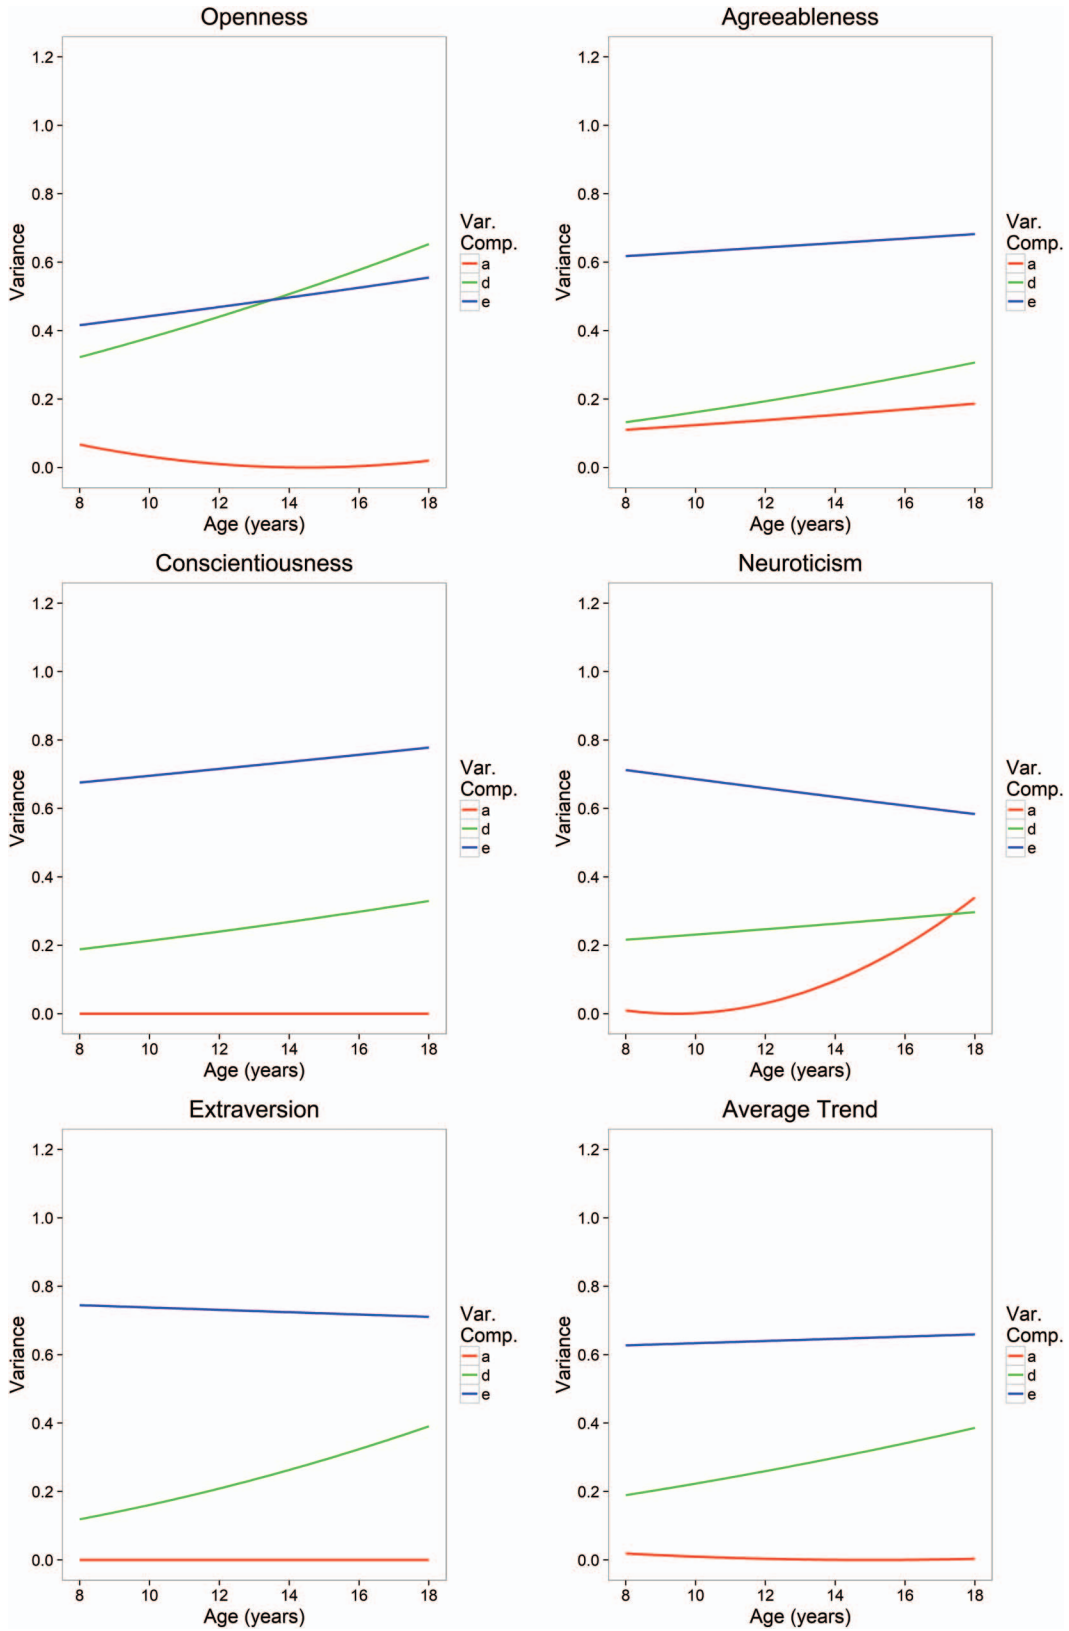 Openness
1.2
1.0
0.8
0.6
0.4
0.2
0.0
Variance
8 10 12 14 16 18
Age (years)
Var.
Comp.
a
d
e
Agreeableness
1.2
1.0
0.8
0.6
0.4
0.2
0.0
Variance
8 10 12 14 16 18
Age (years)
Var.
Comp.
a
d
e
Conscientiousness
1.2
1.0
0.8
0.6
0.4
0.2
0.0
Variance
8 10 12 14 16 18
Age (years)
Var.
Comp.
a
d
e
Neuroticism
1.2
1.0
0.8
0.6
0.4
0.2
0.0
Variance
8 10 12 14 16 18
Age (years)
Var.
Comp.
a
d
e
Extraversion
1.2
1.0
0.8
0.6
0.4
0.2
0.0
Variance
8 10 12 14 16 18
Age (years)
Var.
Comp.
a
d
e
Average Trend
1.2
1.0
0.8
0.6
0.4
0.2
0.0
Variance
8 10 12 14 16 18
Age (years)
Var.
Comp.
a
d
e